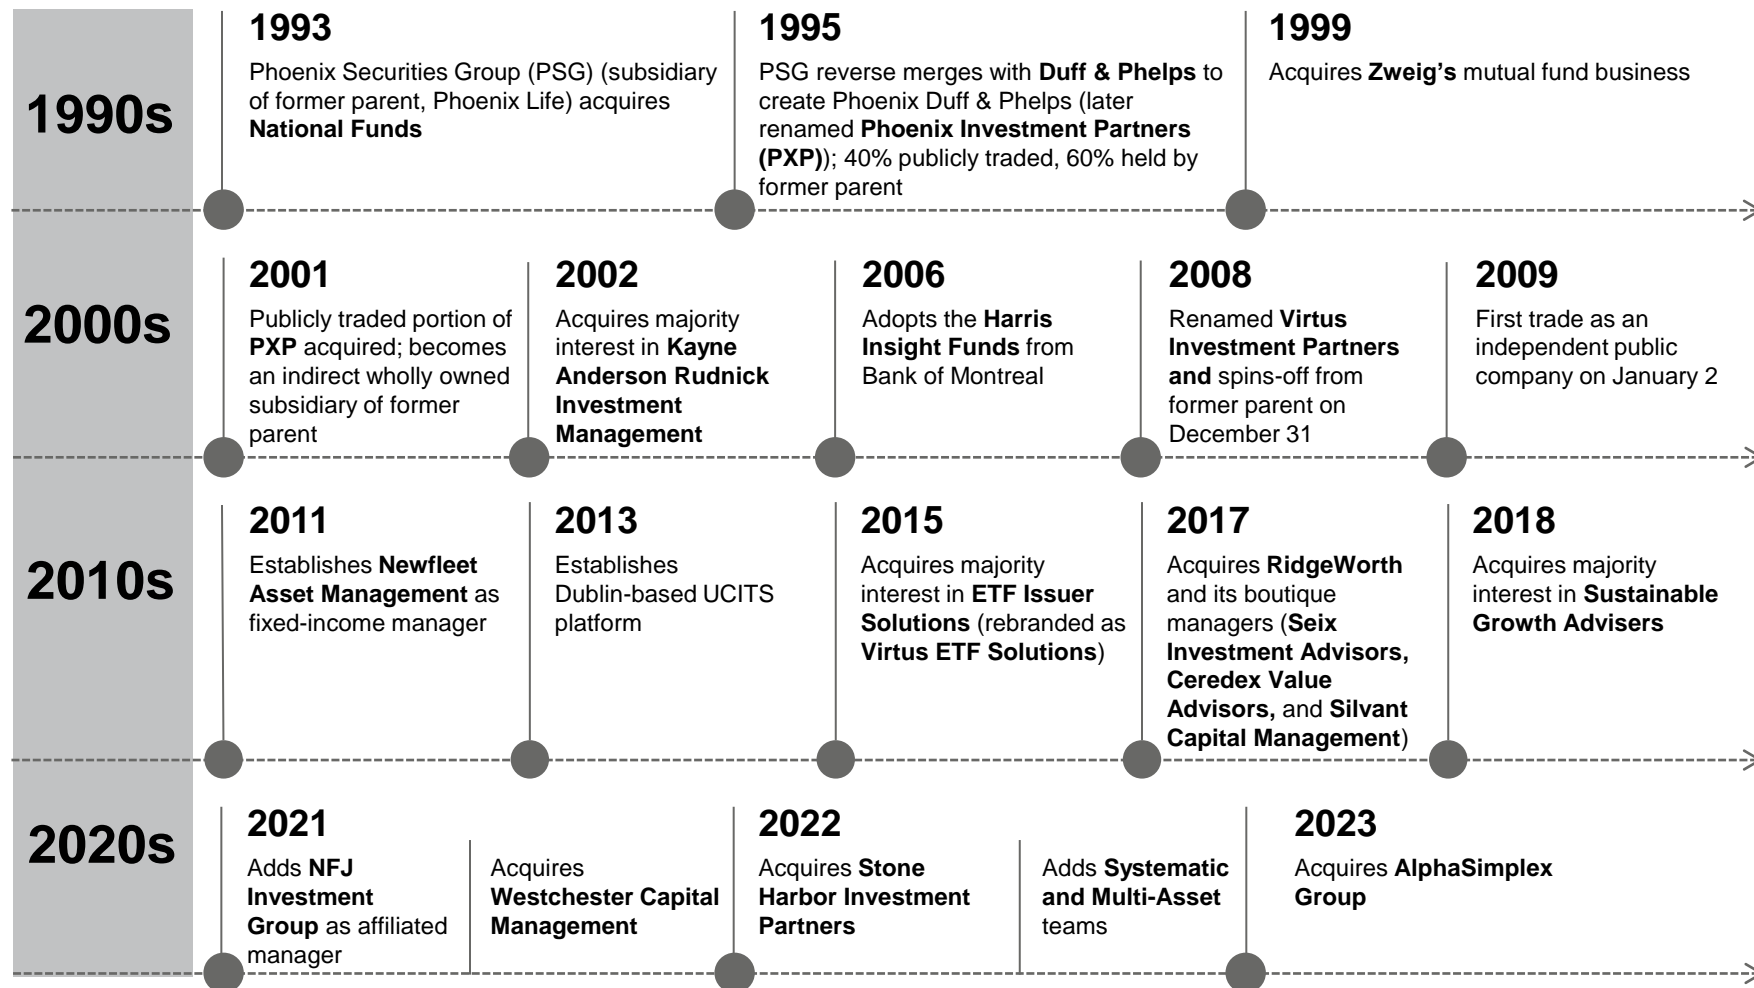 1990s
1993
Phoenix Securities Group (PSG) (subsidiary
of former parent, Phoenix Life) acquires
National Funds
1995
PSG reverse merges with Duff & Phelps to
create Phoenix Duff & Phelps (later
renamed Phoenix Investment Partners
(PXP)); 40% publicly traded, 60% held by
former parent
1999
Acquires Zweig’s mutual fund business
2000s
2001
Publicly traded portion of
PXP acquired; becomes
an indirect wholly owned
subsidiary of former
parent
2002
Acquires majority
interest in Kayne
Anderson Rudnick
Investment
Management
2006
Adopts the Harris
Insight Funds from
Bank of Montreal
2008
Renamed Virtus
Investment Partners
and spins-off from
former parent on
December 31
2009
First trade as an
independent public
company on January 2
2010s
2011
Establishes Newfleet
Asset Management as
fixed-income manager
2013
Establishes
Dublin-based UCITS
platform
2015
Acquires majority
interest in ETF Issuer
Solutions (rebranded as
Virtus ETF Solutions)
2017
Acquires RidgeWorth
and its boutique
managers (Seix
Investment Advisors,
Ceredex Value
Advisors, and Silvant
Capital Management)
2018
Acquires majority
interest in Sustainable
Growth Advisers
2020s
2021
Adds NFJ
Investment
Group as affiliated
manager
Acquires
Westchester Capital
Management
2022
Acquires Stone
Harbor Investment
Partners
Adds Systematic
and Multi-Asset
teams
2023
Acquires AlphaSimplex
Group